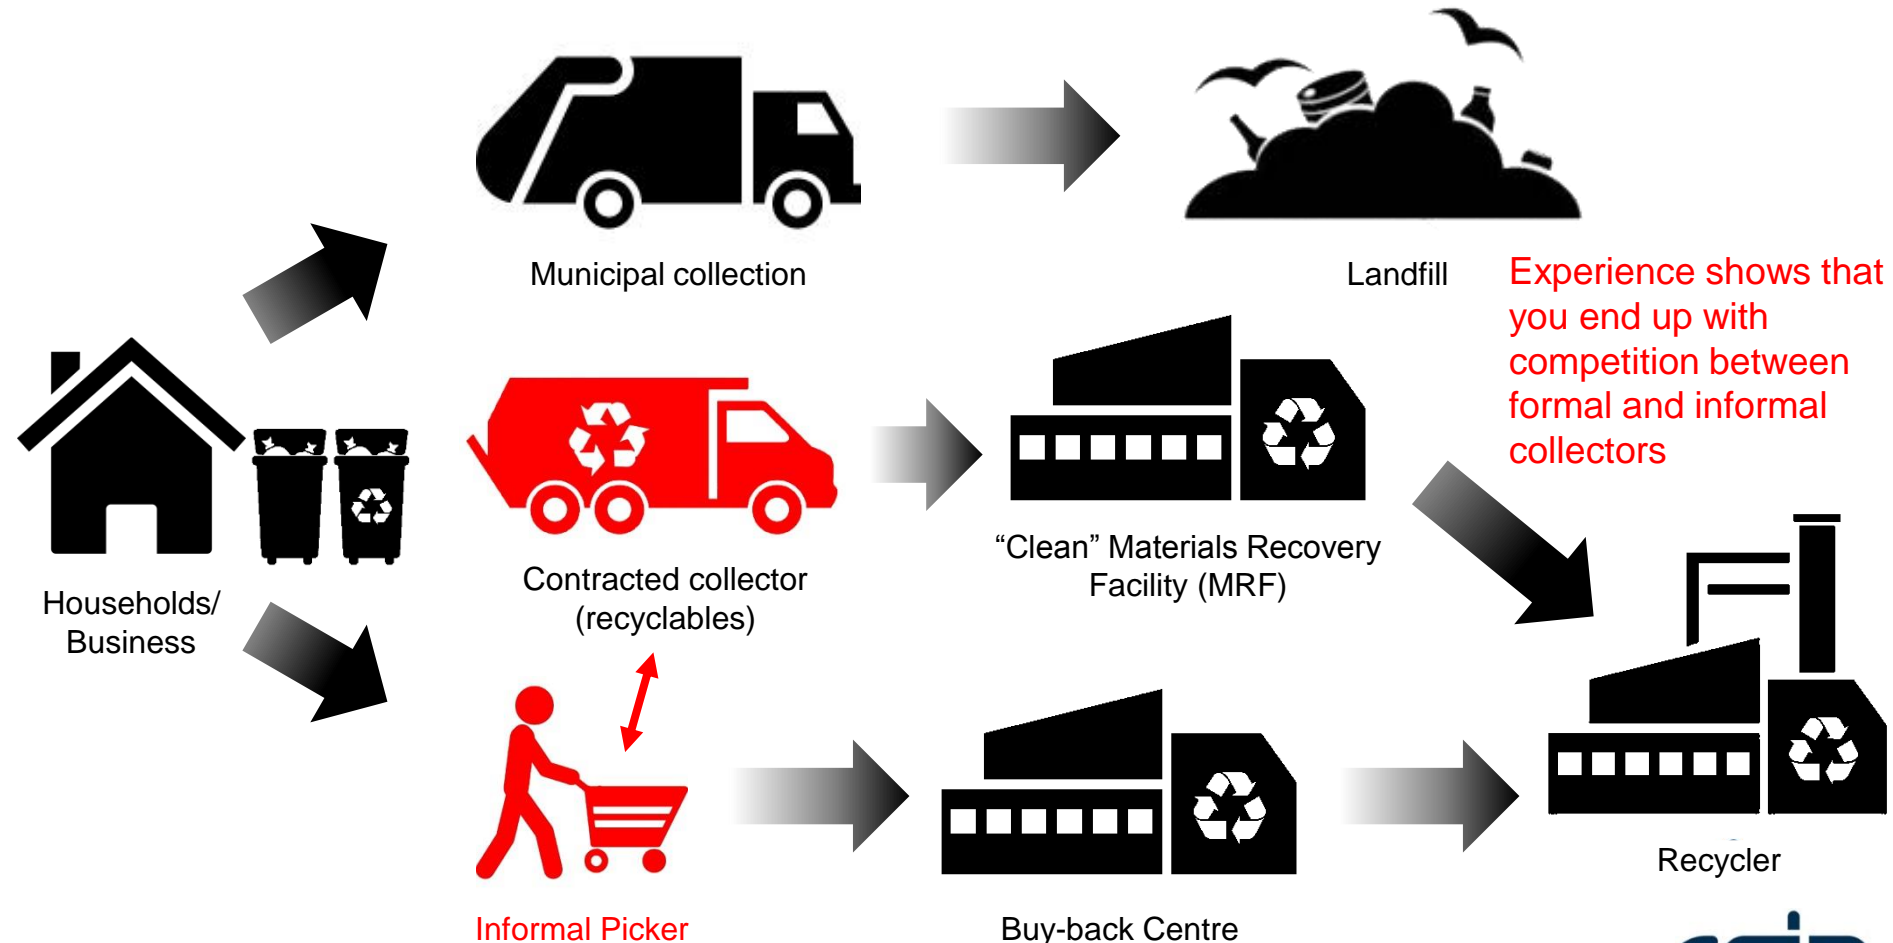 Municipal collection
Landfill
Experience shows that
you end up with
competition between
formal and informal
collectors
Households/
Business
Contracted collector
(recyclables)
“Clean” Materials Recovery
Facility (MRF)
Informal Picker
Buy-back Centre
Recycler